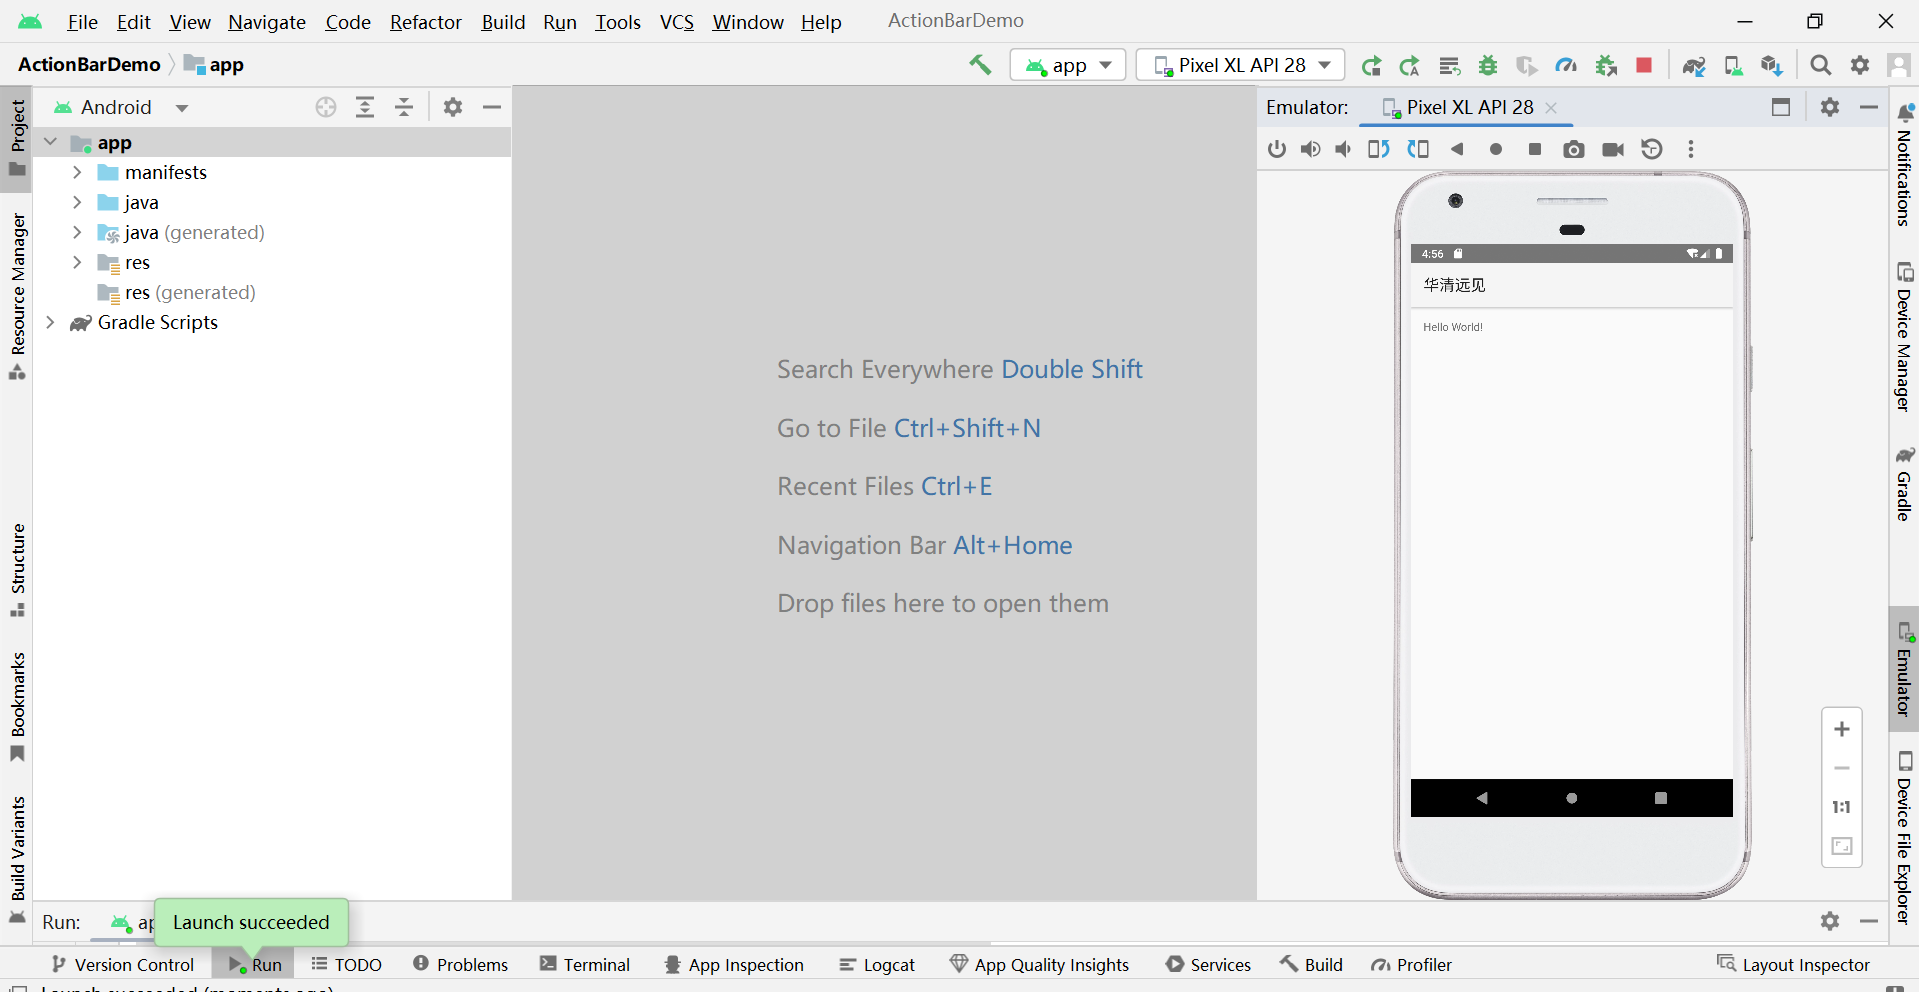 File Edit View Navigate Code Refactor Build Run Tools VCS Window Help ActionBarDemo
ActionBarDemo app
app Pixel XL API 28
Android
Emulator: Pixel XL API 28
Project
Resource Manager
Structure
Bookmarks
Build Variants
app
manifests
java
java (generated)
res
res (generated)
Gradle Scripts
Search Everywhere Double Shift
Go to File Ctrl+Shift+N
Recent Files Ctrl+E
Navigation Bar Alt+Home
Drop files here to open them
4:56
华清远见
Hello World!
1:1
Notifications
Device Manager
Gradle
Emulator
Device File Explorer
Run: ap
Launch succeeded
Version Control Run TODO Problems Terminal App Inspection Logcat App Quality Insights Services Build Profiler Layout Inspector
Launch succeeded (moments ago)